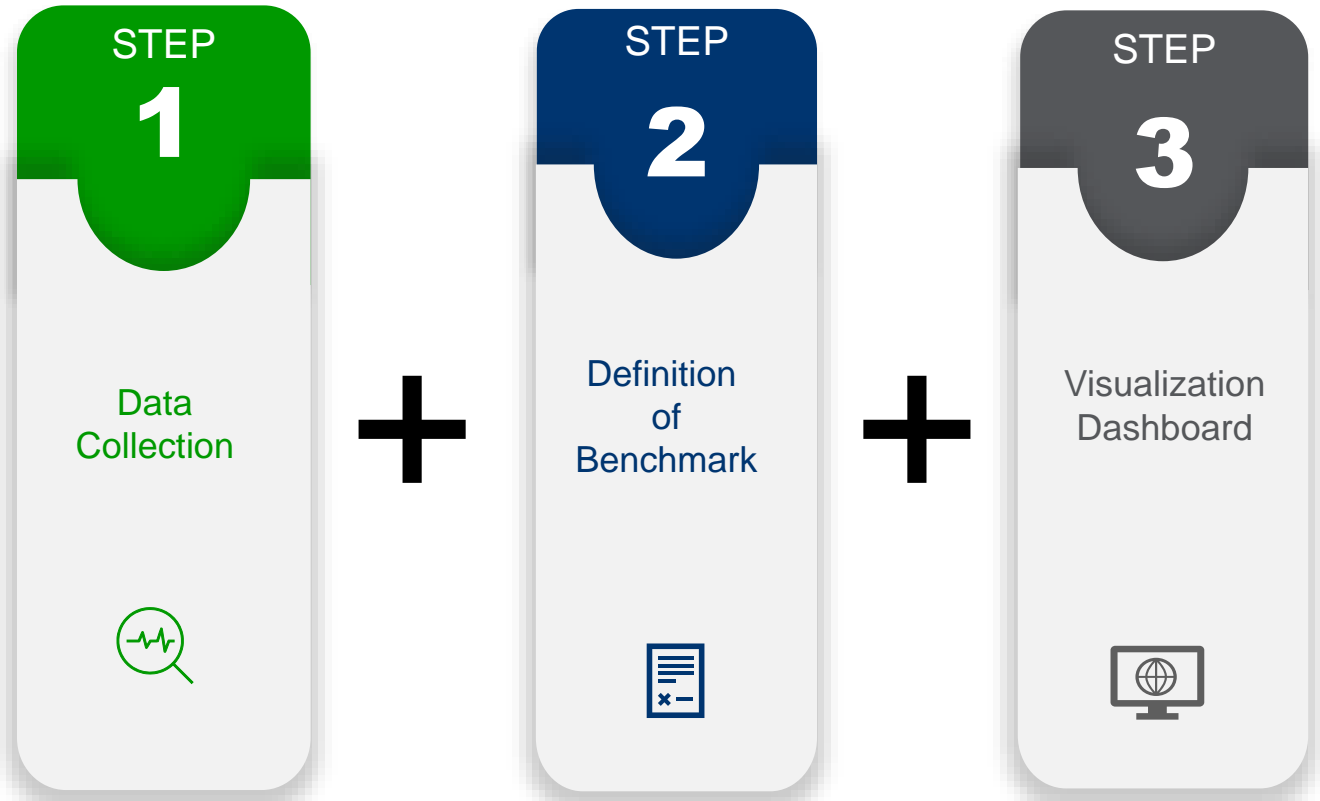 STEP
1
Data
Collection
STEP
2
Definition
of
Benchmark
STEP
3
Visualization
Dashboard